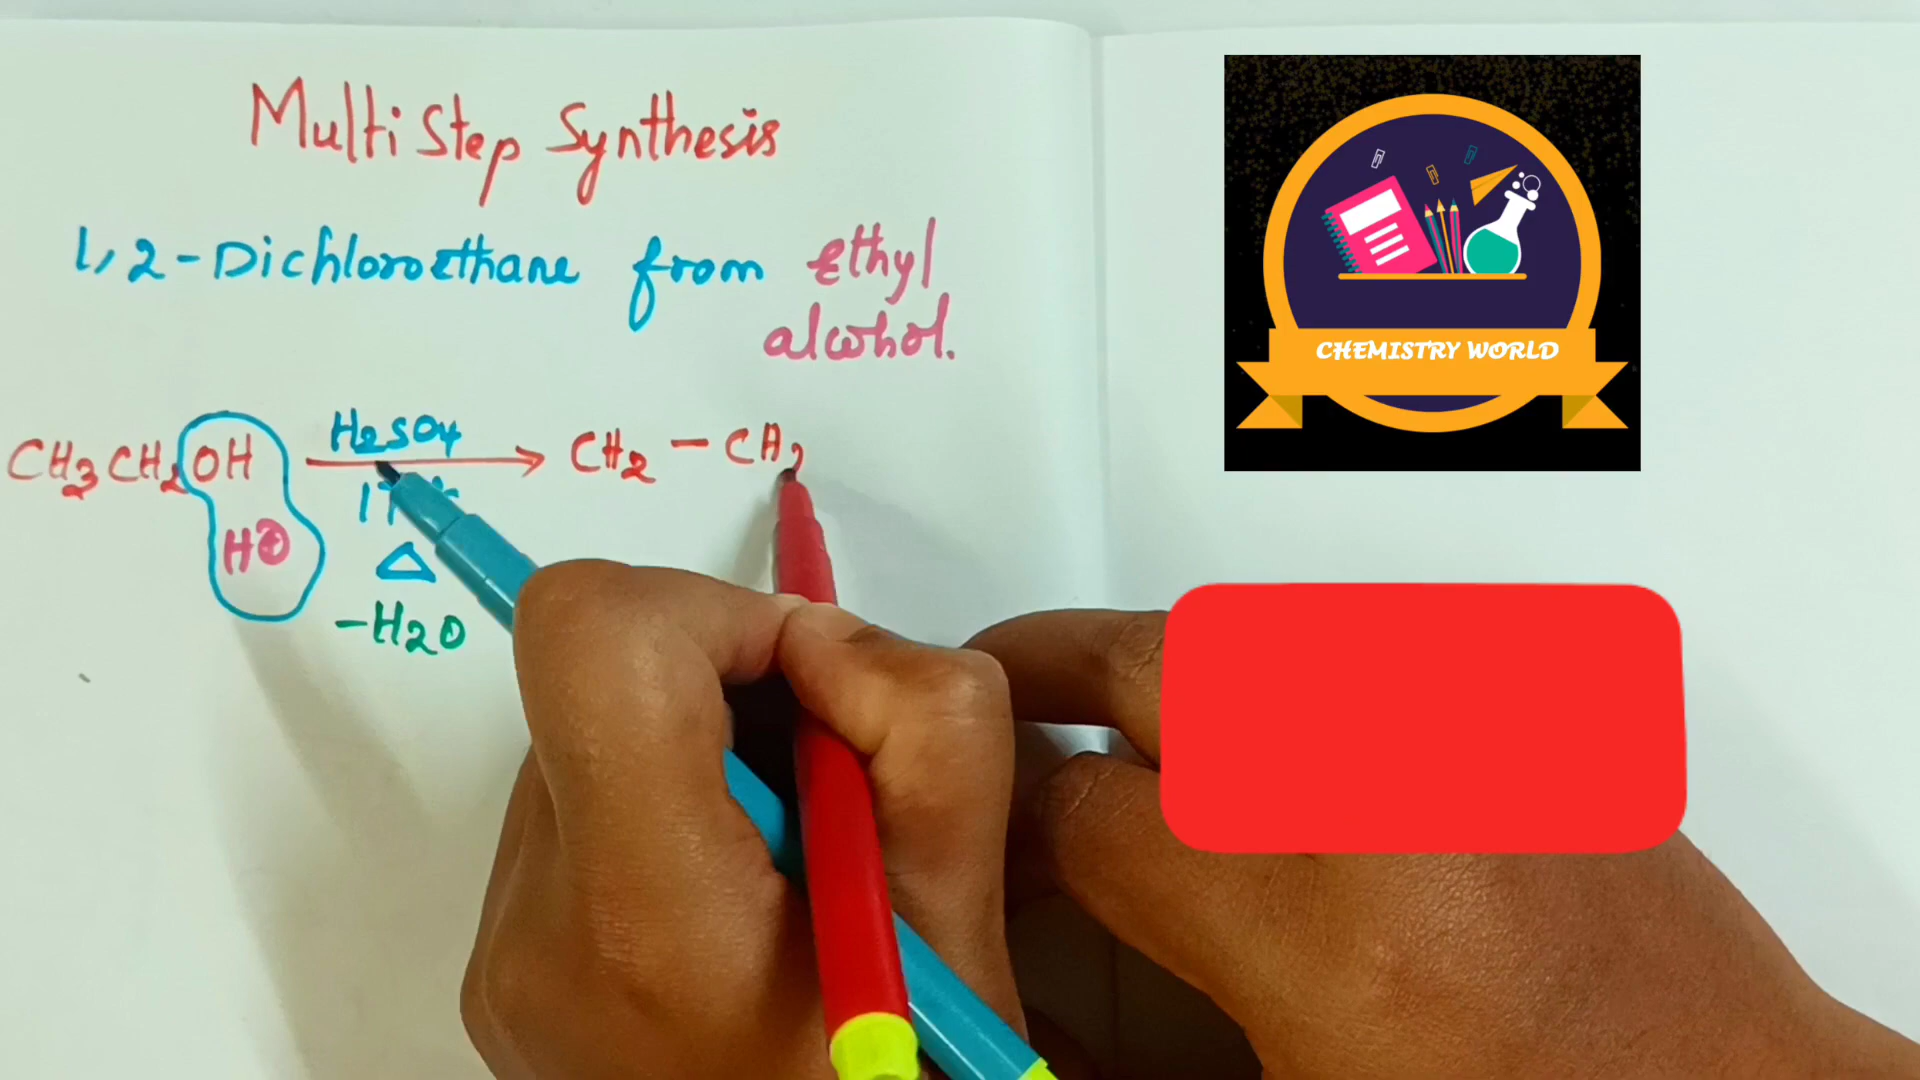 Multi Step Synthesis
1,2-Dichloroethane from ethyl
alcohol.
H2SO4
CH3CH2OH → CH2 - CH2
H⊕
Δ
-H2O
CHEMISTRY WORLD